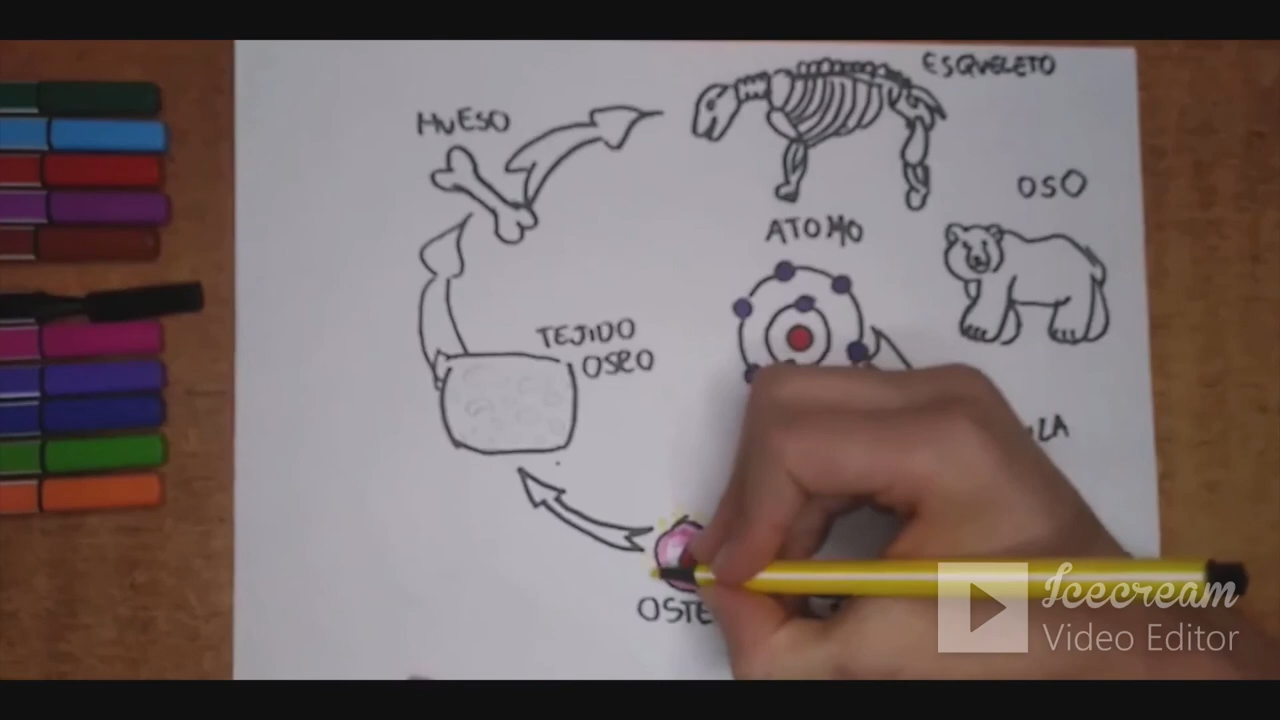 ESQUELETO
HUESO
OSO
ATOMO
TEJIDO
OSEO
Icecream
Video Editor